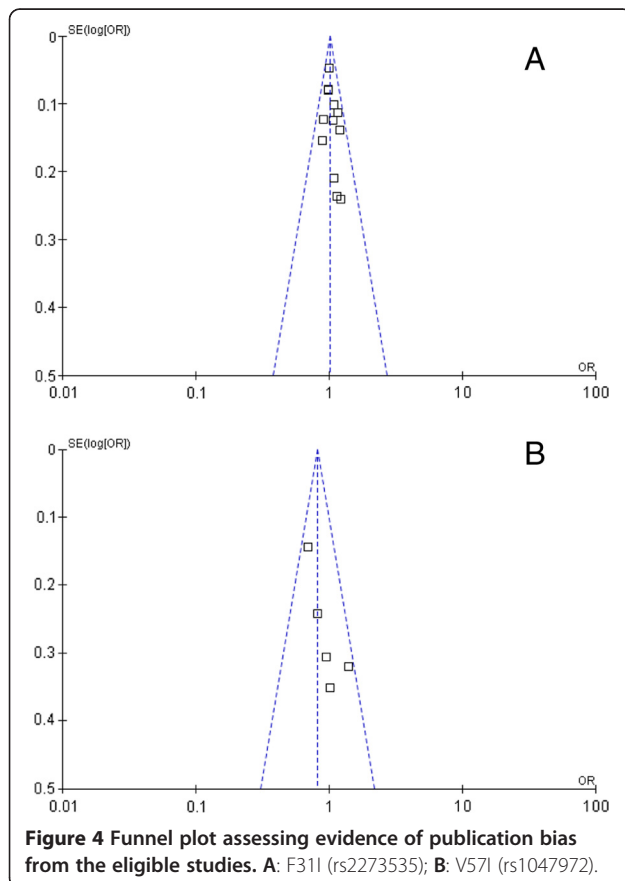 SE(log[OR])
A
0
0.1
0.2
0.3
0.4
0.5
OR
0.01 0.1 1 10 100
SE(log[OR])
B
0
0.1
0.2
0.3
0.4
0.5
OR
0.01 0.1 1 10 100
Figure 4 Funnel plot assessing evidence of publication bias
from the eligible studies. A: F31I (rs2273535); B: V57I (rs1047972).